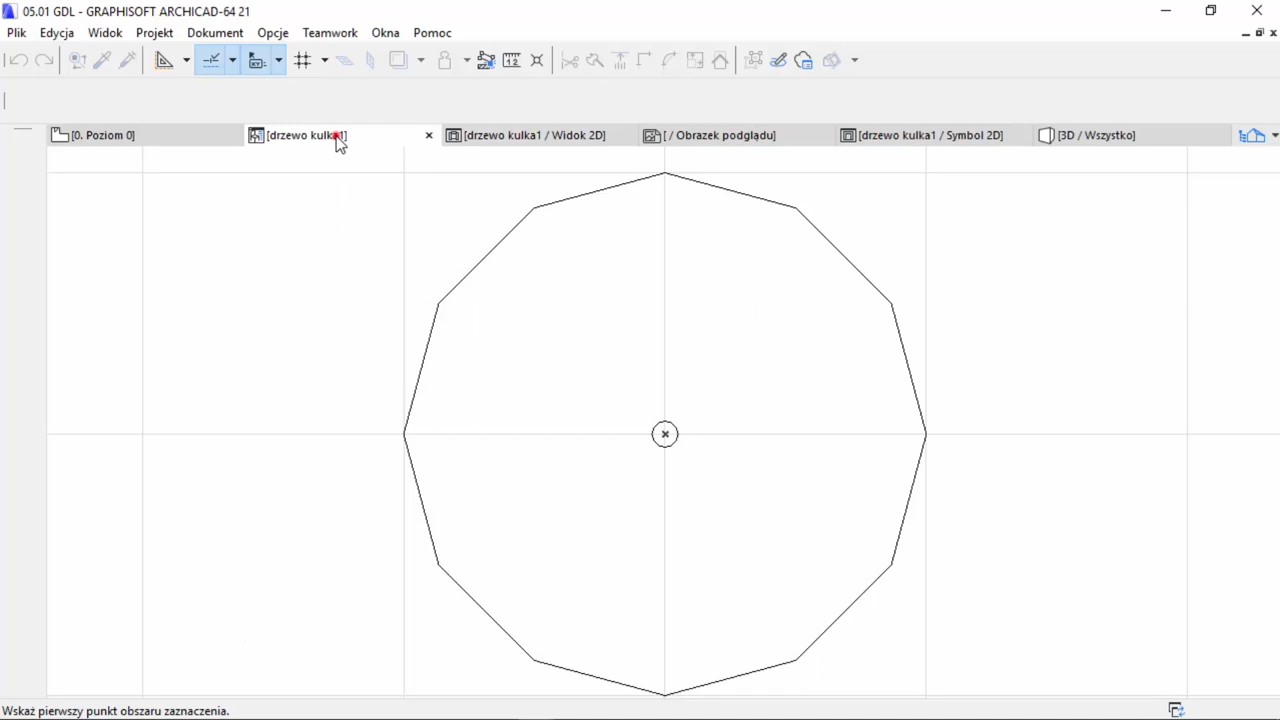 05.01 GDL - GRAPHISOFT ARCHICAD-64 21
Plik Edycja Widok Projekt Dokument Opcje Teamwork Okna Pomoc
[0. Poziom 0] [drzewo kulka1] [drzewo kulka1 / Widok 2D] [ / Obrazek podglądu] [drzewo kulka1 / Symbol 2D] [3D / Wszystko]
Wskaż pierwszy punkt obszaru zaznaczenia.